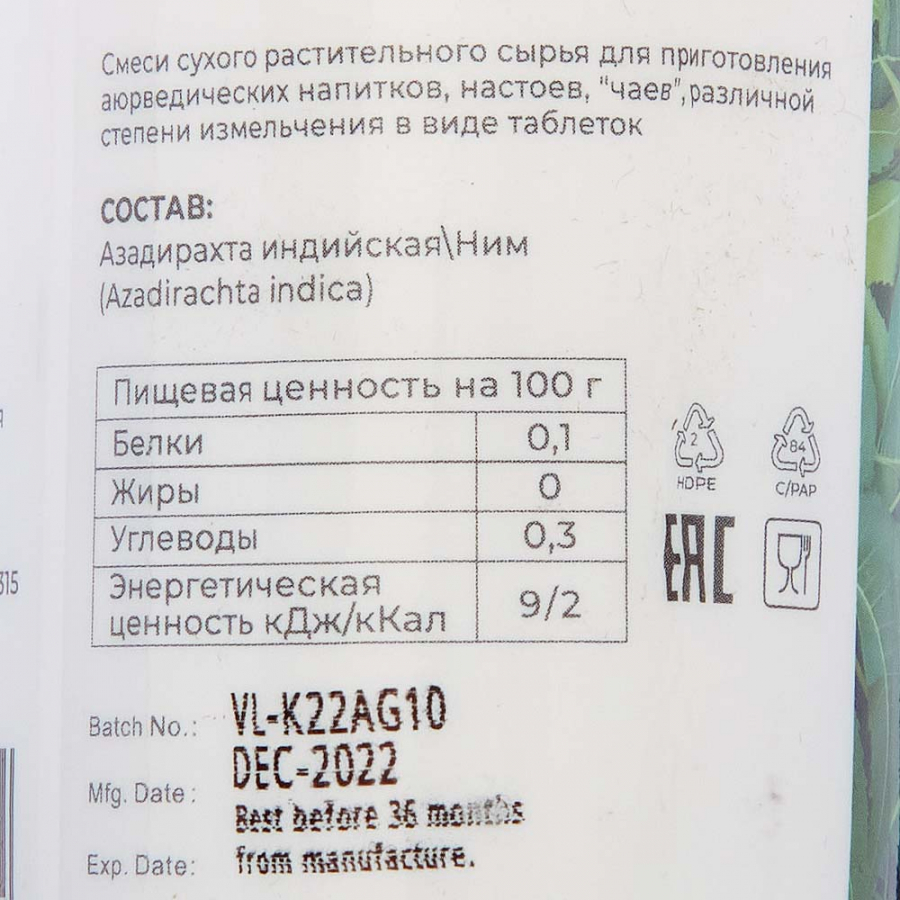 Смеси сухого растительного сырья для приготовления
аюрведических напитков, настоев, "чаев",различной
степени измельчения в виде таблеток
СОСТАВ:
Азадирахта индийская\Ним
(Azadirachta indica)
Пищевая ценность на 100 г
Белки 0,1
Жиры 0
Углеводы 0,3
Энергетическая
ценность кДж/кКал 9/2
2
HDPE
84
C/PAP
EAC
315
Batch No.: VL-K22AG10
Mfg. Date: DEC-2022
Best before 36 months
Exp. Date: from manufacture.